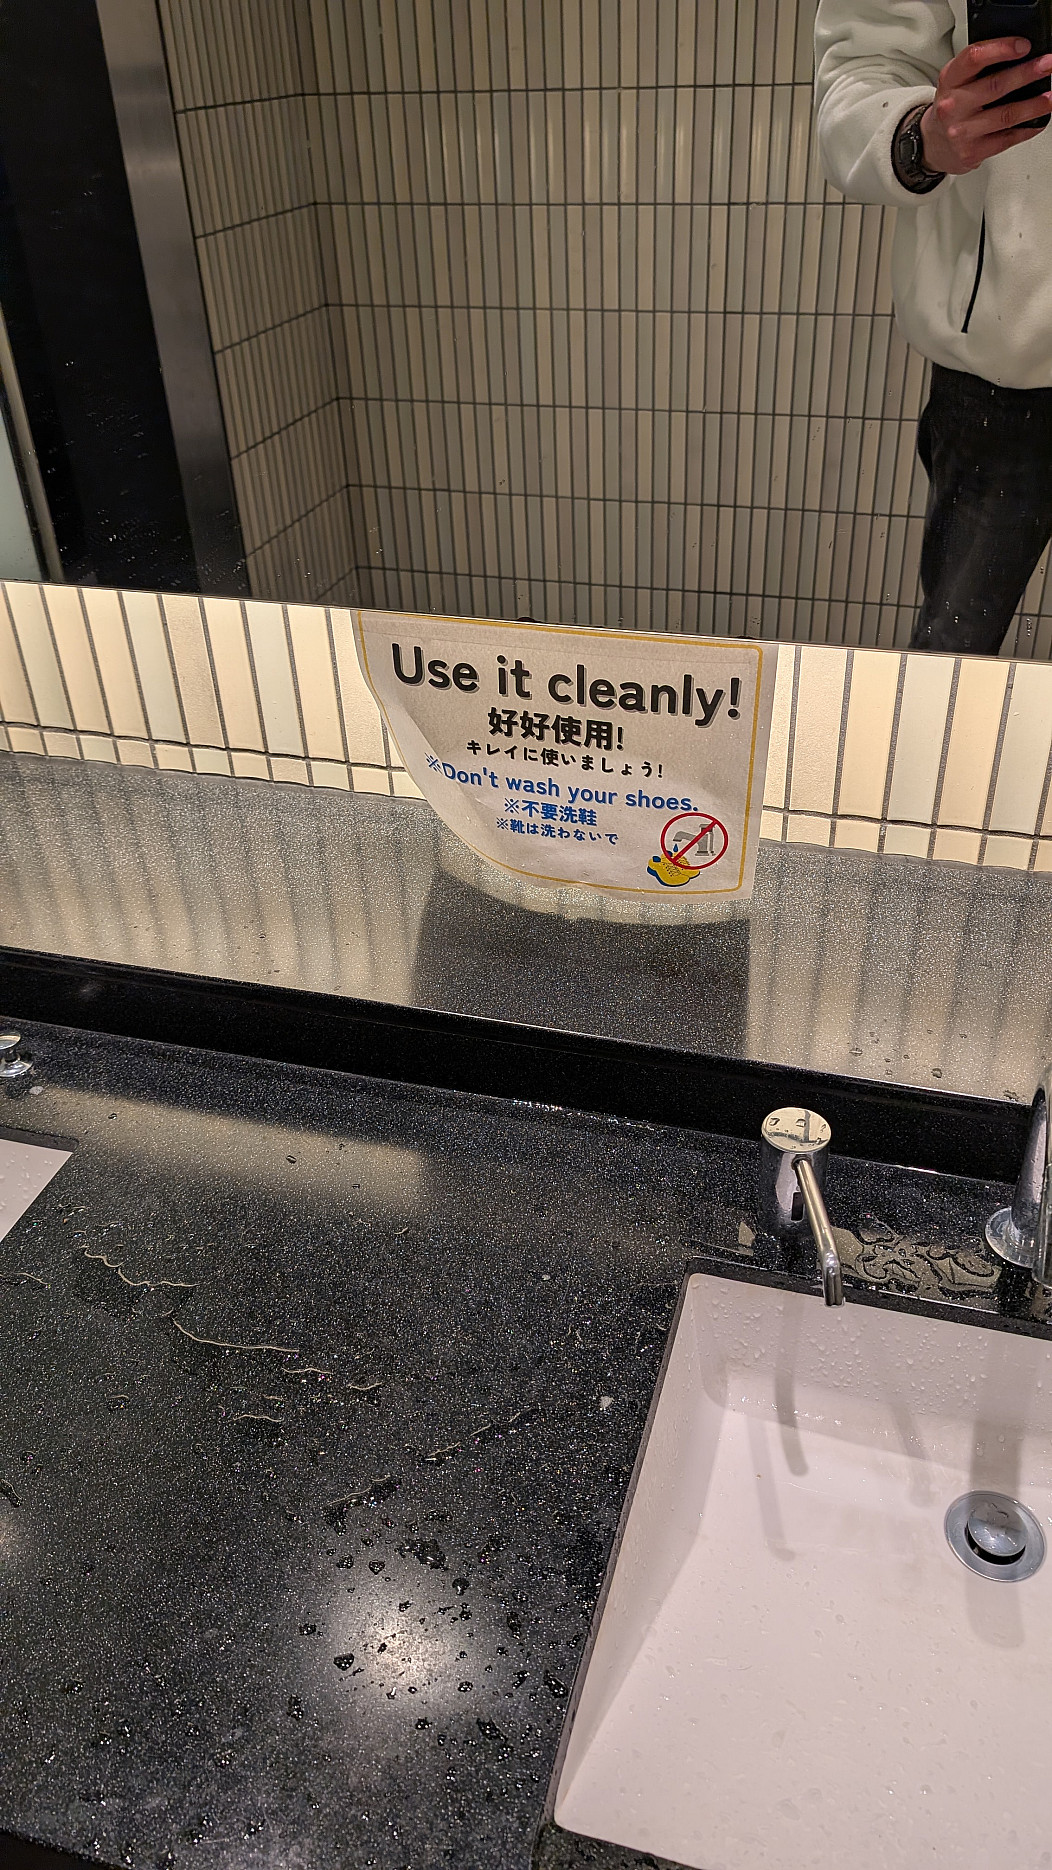 Use it cleanly!
好好使用!
キレイに使いましょう!
※Don't wash your shoes.
※不要洗鞋
※靴は洗わないで